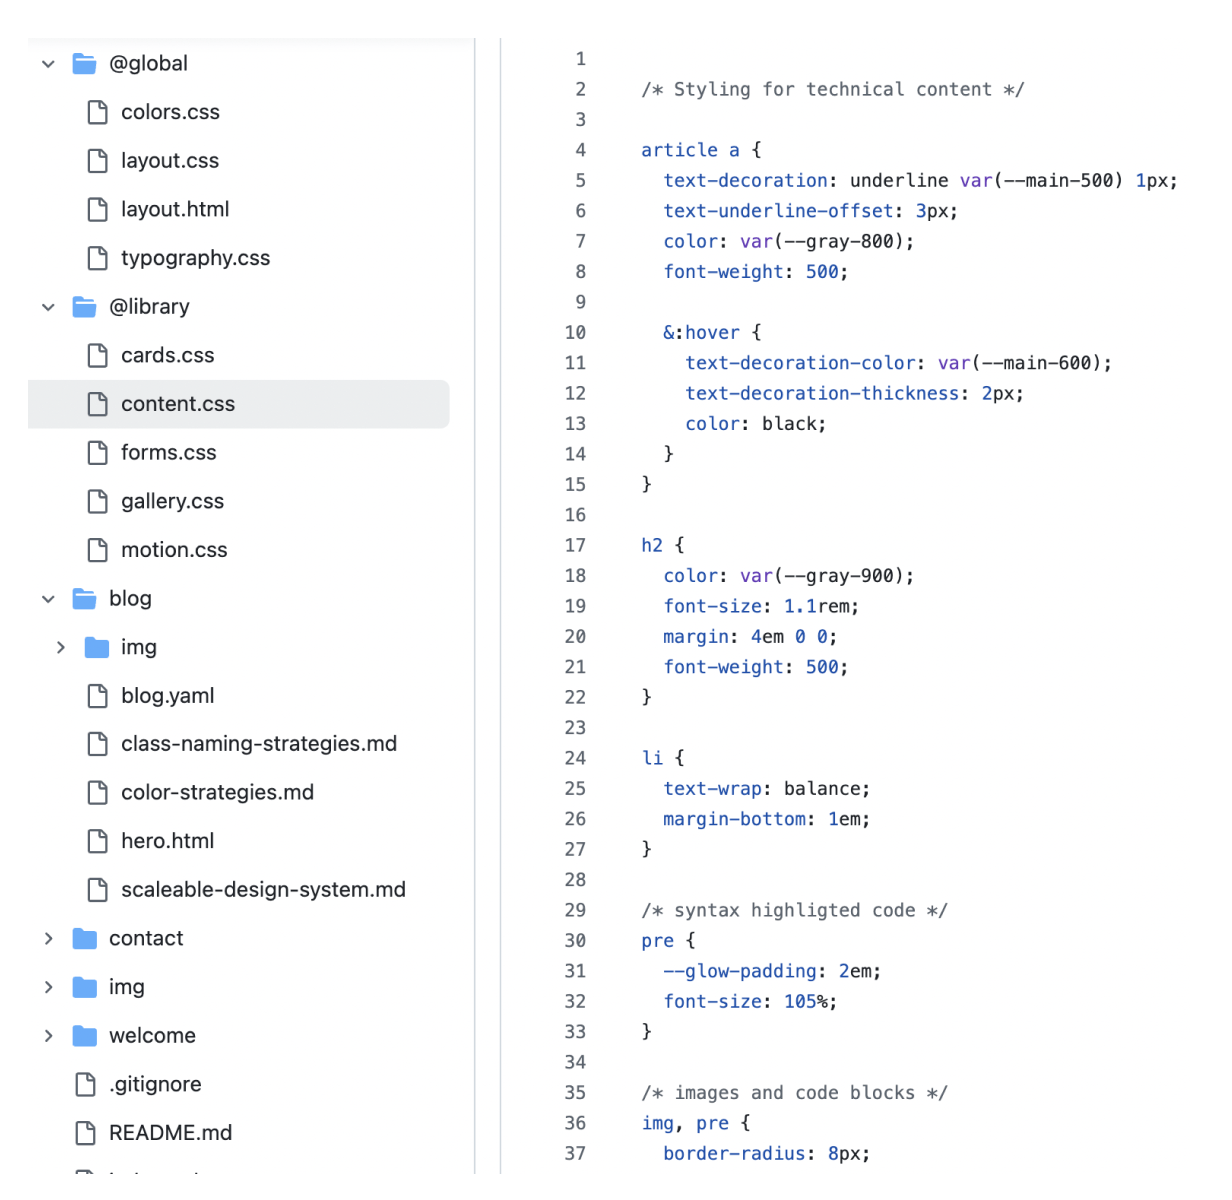 @global
colors.css
layout.css
layout.html
typography.css
@library
cards.css
content.css
forms.css
gallery.css
motion.css
blog
img
blog.yaml
class-naming-strategies.md
color-strategies.md
hero.html
scaleable-design-system.md
contact
img
welcome
.gitignore
README.md
1
2 /* Styling for technical content */
3
4 article a {
5   text-decoration: underline var(--main-500) 1px;
6   text-underline-offset: 3px;
7   color: var(--gray-800);
8   font-weight: 500;
9
10   &:hover {
11     text-decoration-color: var(--main-600);
12     text-decoration-thickness: 2px;
13     color: black;
14   }
15 }
16
17 h2 {
18   color: var(--gray-900);
19   font-size: 1.1rem;
20   margin: 4em 0 0;
21   font-weight: 500;
22 }
23
24 li {
25   text-wrap: balance;
26   margin-bottom: 1em;
27 }
28
29 /* syntax highligted code */
30 pre {
31   --glow-padding: 2em;
32   font-size: 105%;
33 }
34
35 /* images and code blocks */
36 img, pre {
37   border-radius: 8px;